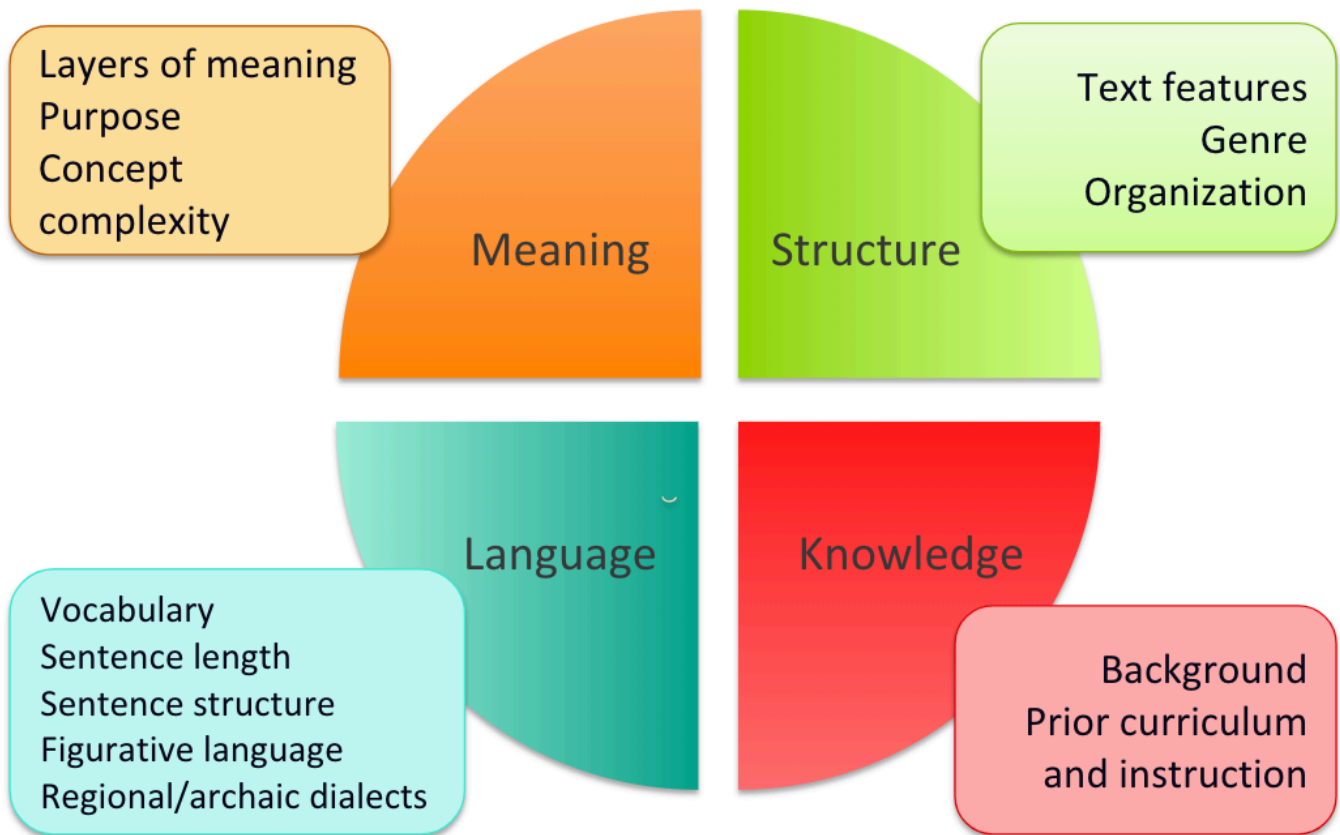 Layers of meaning
Purpose
Concept
complexity
Meaning
Structure
Text features
Genre
Organization
Language
Vocabulary
Sentence length
Sentence structure
Figurative language
Regional/archaic dialects
Knowledge
Background
Prior curriculum
and instruction